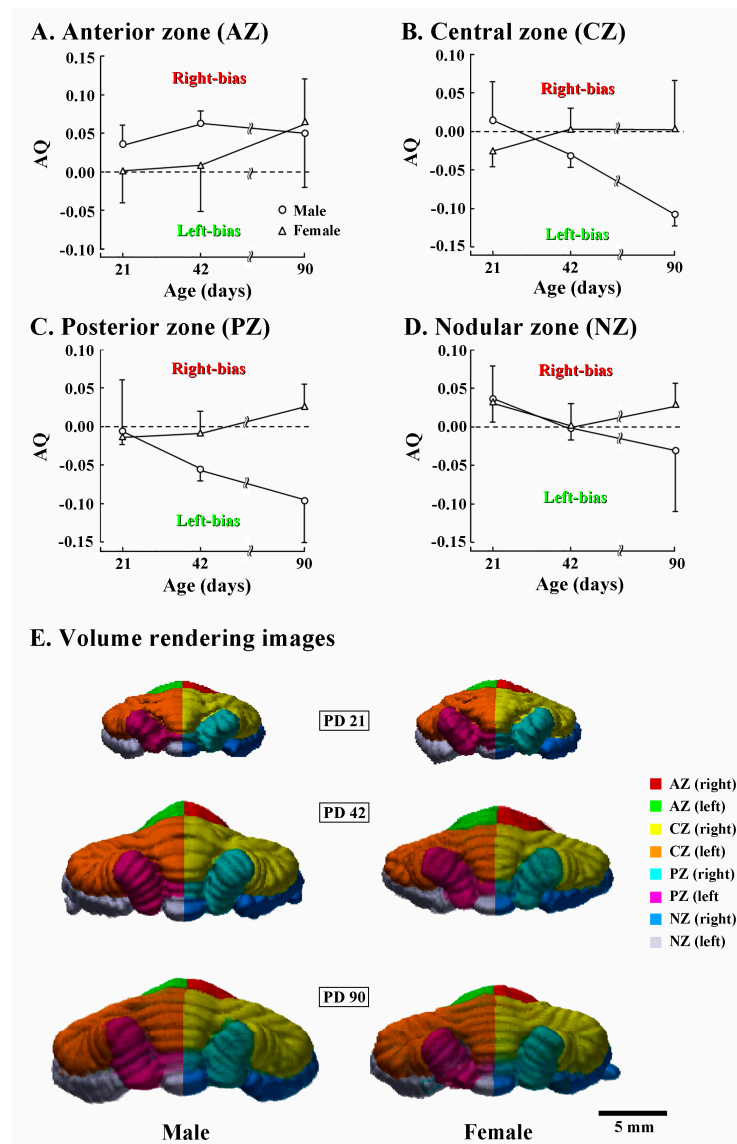 A. Anterior zone (AZ)
0.15
0.10
0.05
0.00
-0.05
-0.10
AQ
Right-bias
Left-bias
Male
Female
21
42
90
Age (days)
B. Central zone (CZ)
0.10
0.05
0.00
-0.05
-0.10
-0.15
AQ
Right-bias
Left-bias
21
42
90
Age (days)
C. Posterior zone (PZ)
0.10
0.05
0.00
-0.05
-0.10
-0.15
AQ
Right-bias
Left-bias
21
42
90
Age (days)
D. Nodular zone (NZ)
0.10
0.05
0.00
-0.05
-0.10
-0.15
AQ
Right-bias
Left-bias
21
42
90
Age (days)
E. Volume rendering images
PD 21
PD 42
PD 90
AZ (right)
AZ (left)
CZ (right)
CZ (left)
PZ (right)
PZ (left
NZ (right)
NZ (left)
Male
Female
5 mm